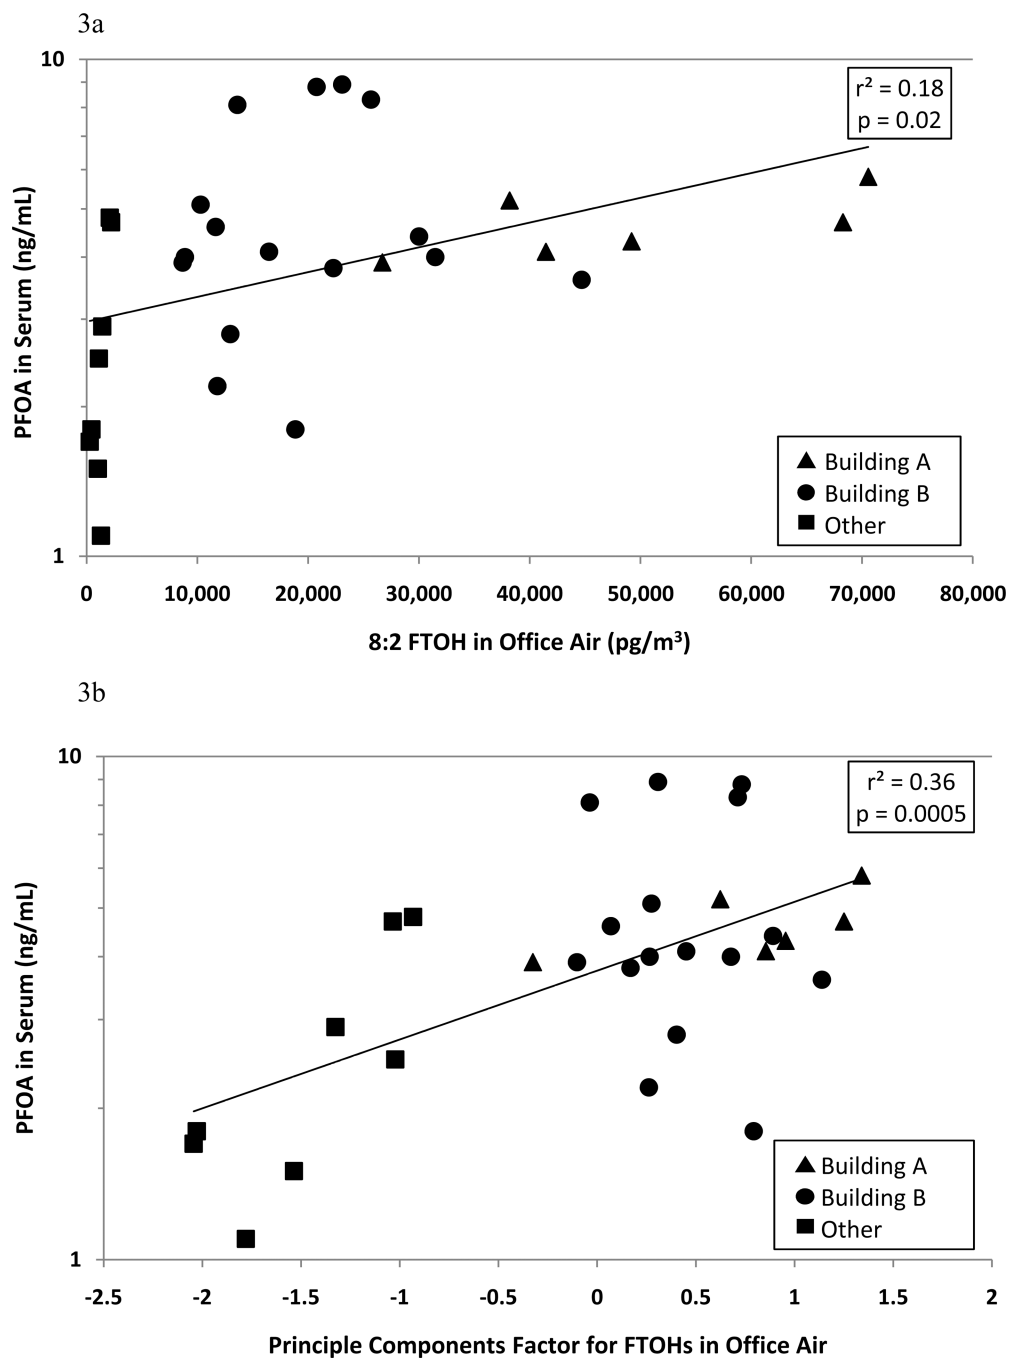 3a
10
r² = 0.18
p = 0.02
PFOA in Serum (ng/mL)
Building A
Building B
Other
1
0 10,000 20,000 30,000 40,000 50,000 60,000 70,000 80,000
8:2 FTOH in Office Air (pg/m³)
3b
10
r² = 0.36
p = 0.0005
PFOA in Serum (ng/mL)
Building A
Building B
Other
1
-2.5 -2 -1.5 -1 -0.5 0 0.5 1 1.5 2
Principle Components Factor for FTOHs in Office Air